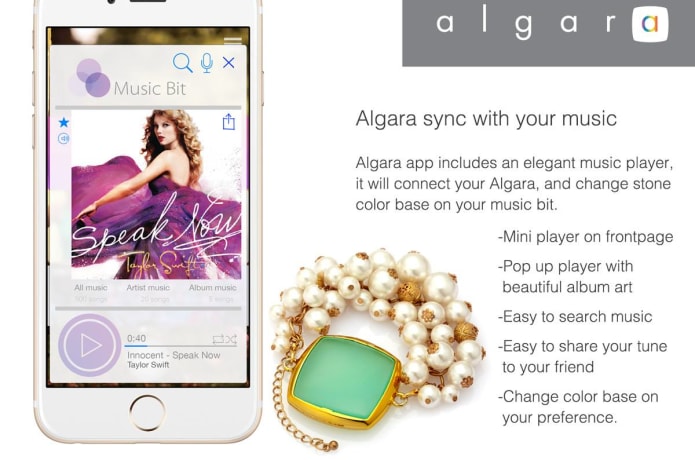 algara
Music Bit
Speak Now
Taylor Swift
All music
Artist music
Album music
500 songs
20 songs
0:40
Innocent - Speak Now
Taylor Swift
Algara sync with your music
Algara app includes an elegant music player,
it will connect your Algara, and change stone
color base on your music bit.
-Mini player on frontpage
-Pop up player with
beautiful album art
-Easy to search music
-Easy to share your tune
to your friend
-Change color base on
your preference.